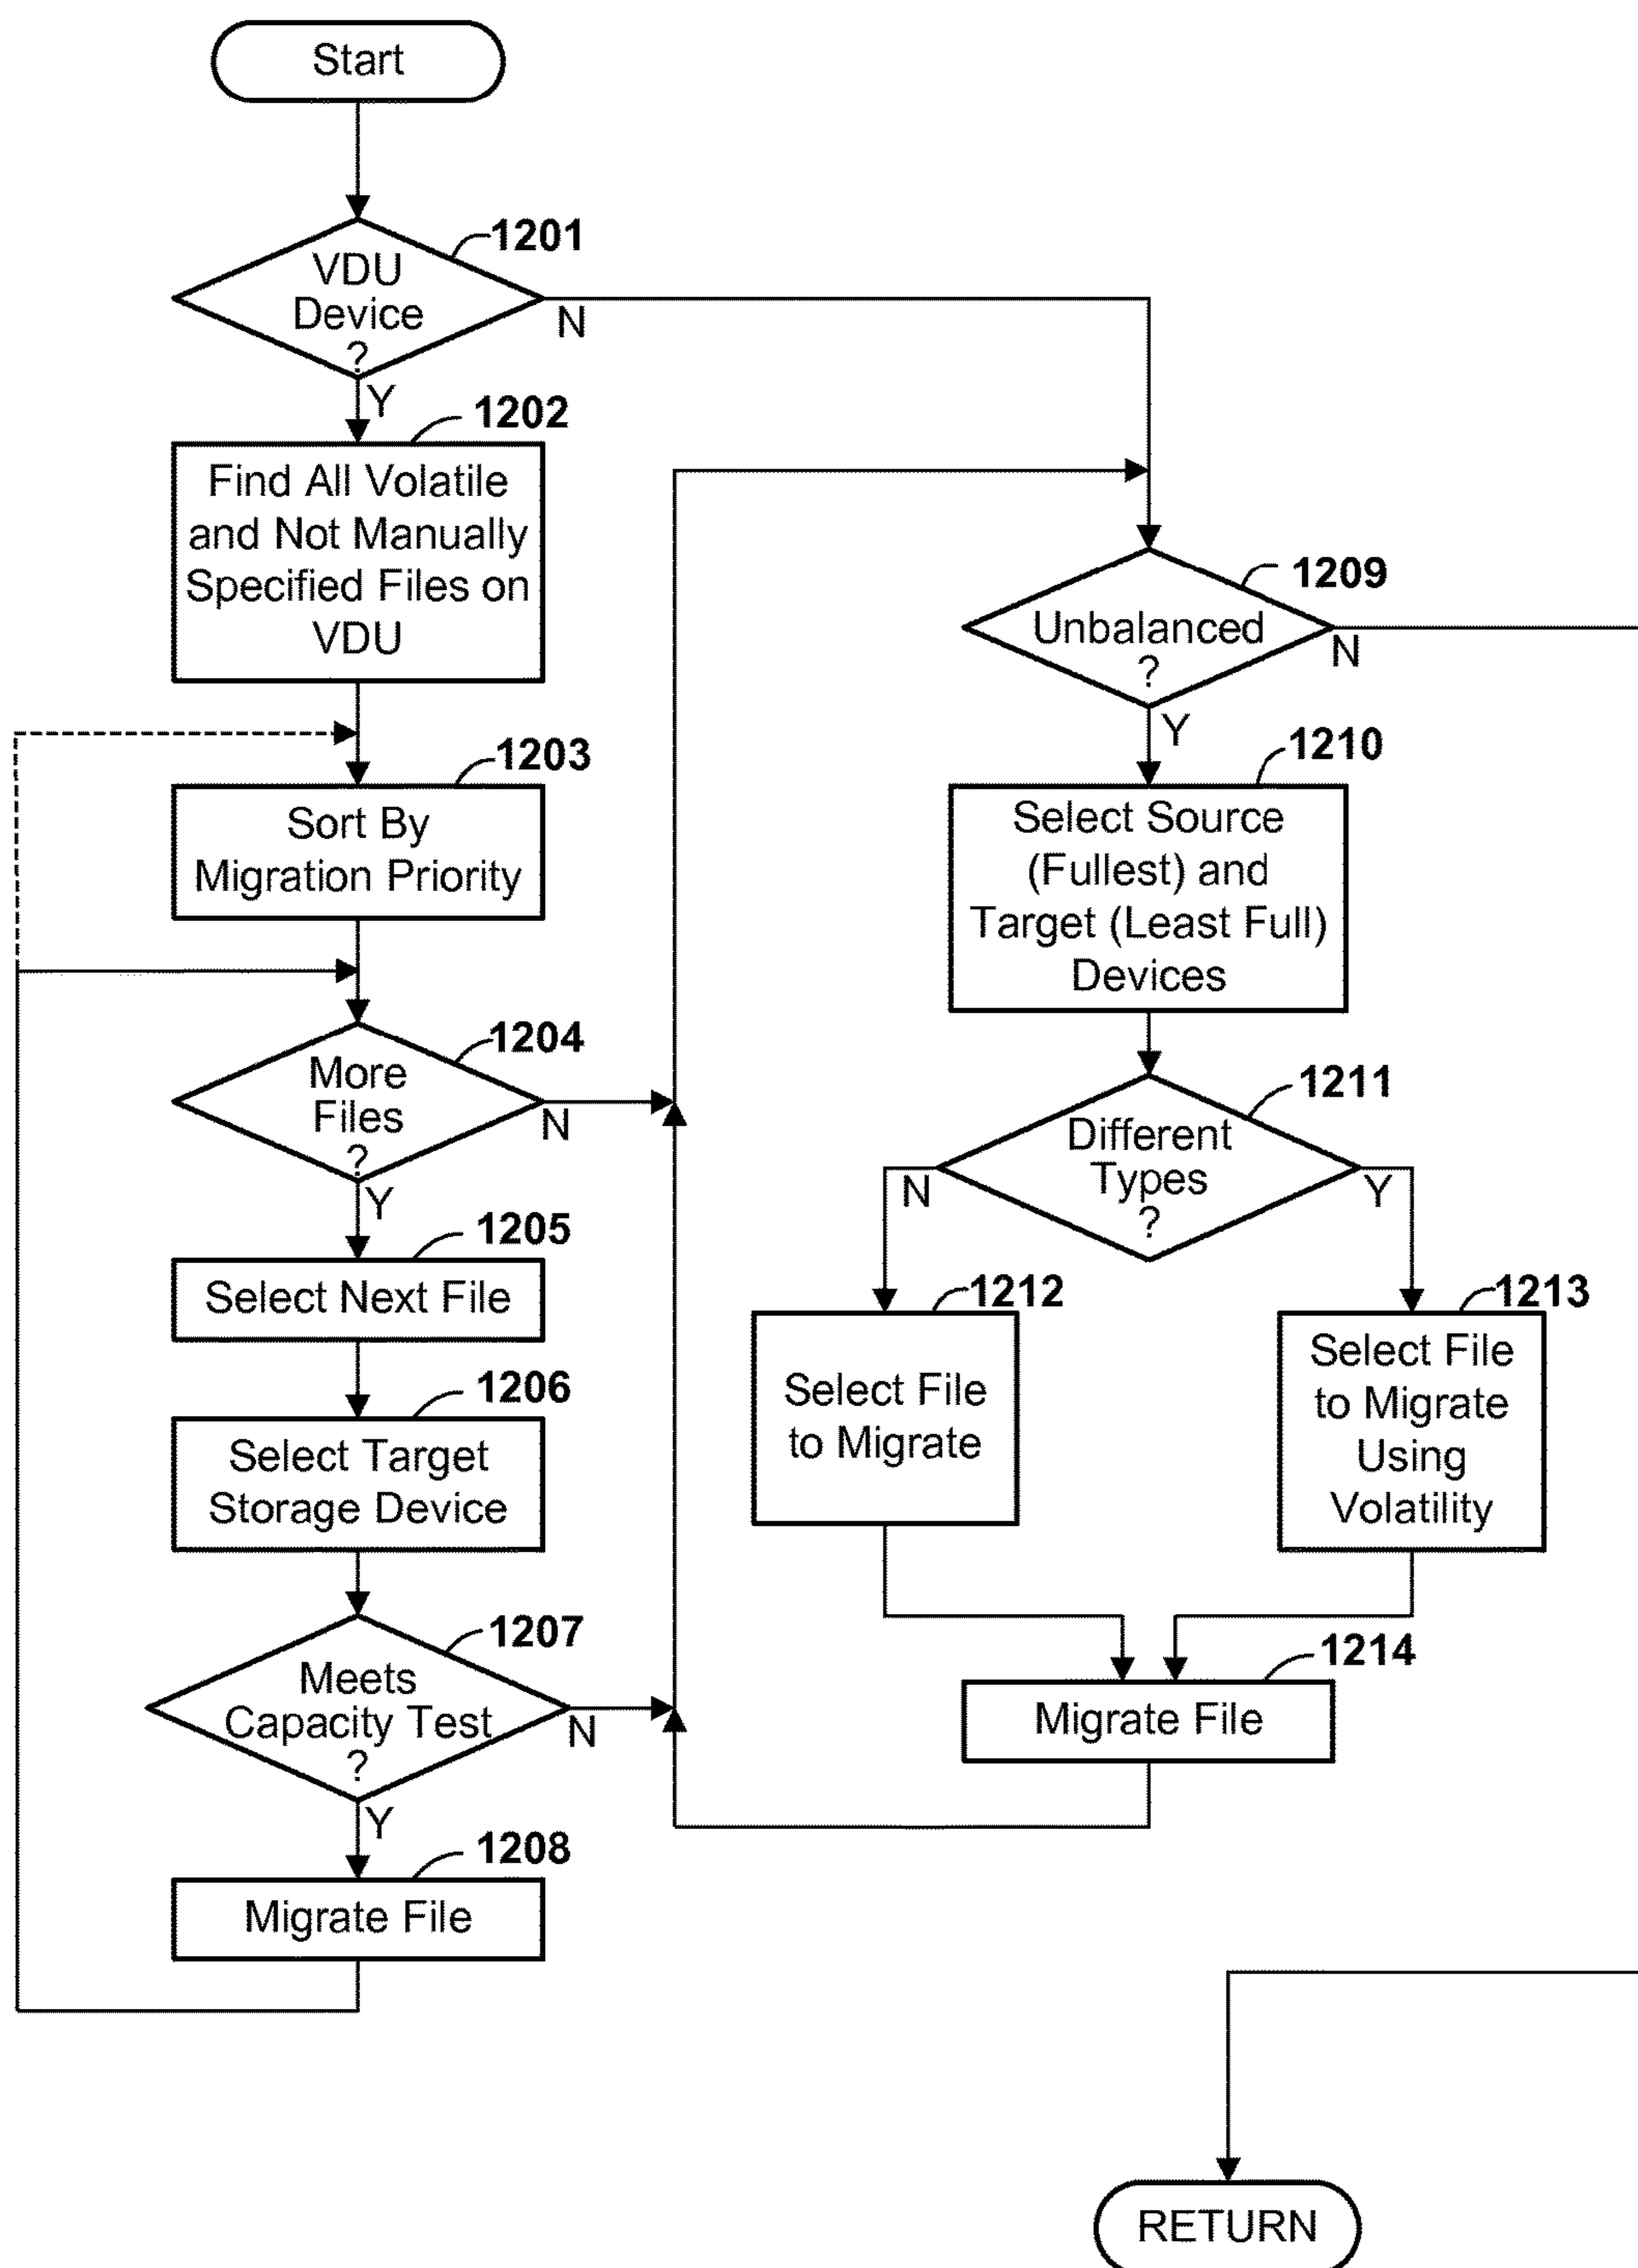 Start
1201
VDU
Device
?
N
Y
1202
Find All Volatile
and Not Manually
Specified Files on
VDU
1203
Sort By
Migration Priority
1204
More
Files
?
N
Y
1205
Select Next File
1206
Select Target
Storage Device
1207
Meets
Capacity Test
?
N
Y
1208
Migrate File
1209
Unbalanced
?
N
Y
1210
Select Source
(Fullest) and
Target (Least Full)
Devices
1211
Different
Types
?
N
Y
1212
Select File
to Migrate
1213
Select File
to Migrate
Using
Volatility
1214
Migrate File
RETURN